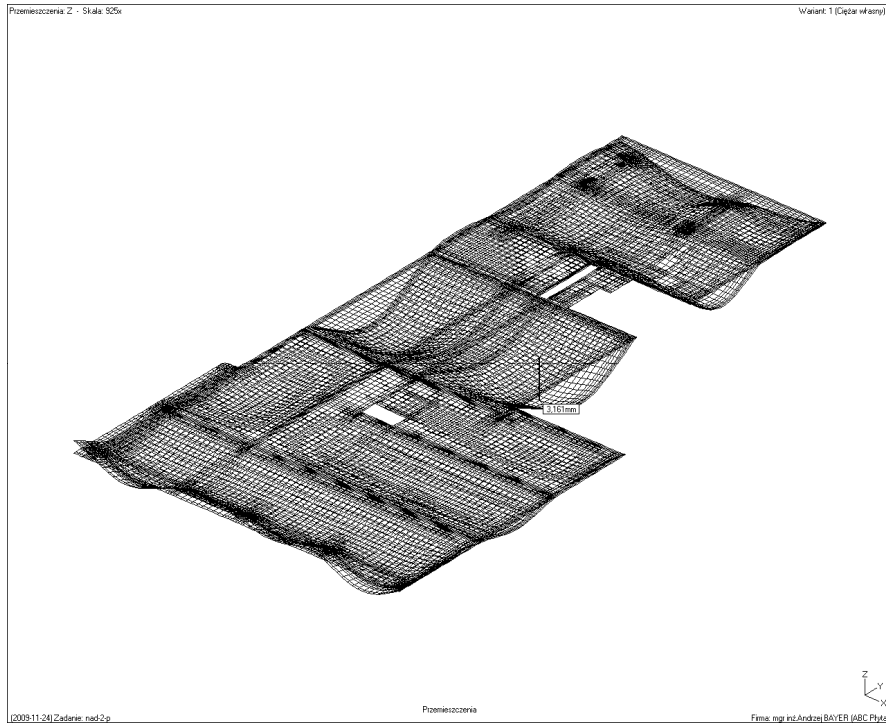 Przemieszczenia: Z - Skala: 925x
Wariant: 1 (Ciężar własny)
3,161mm
Z
Y
X
Przemieszczenia
(2009-11-24) Zadanie: nad-2-p
Firma: mgr inż.Andrzej BAYER (ABC Płyta